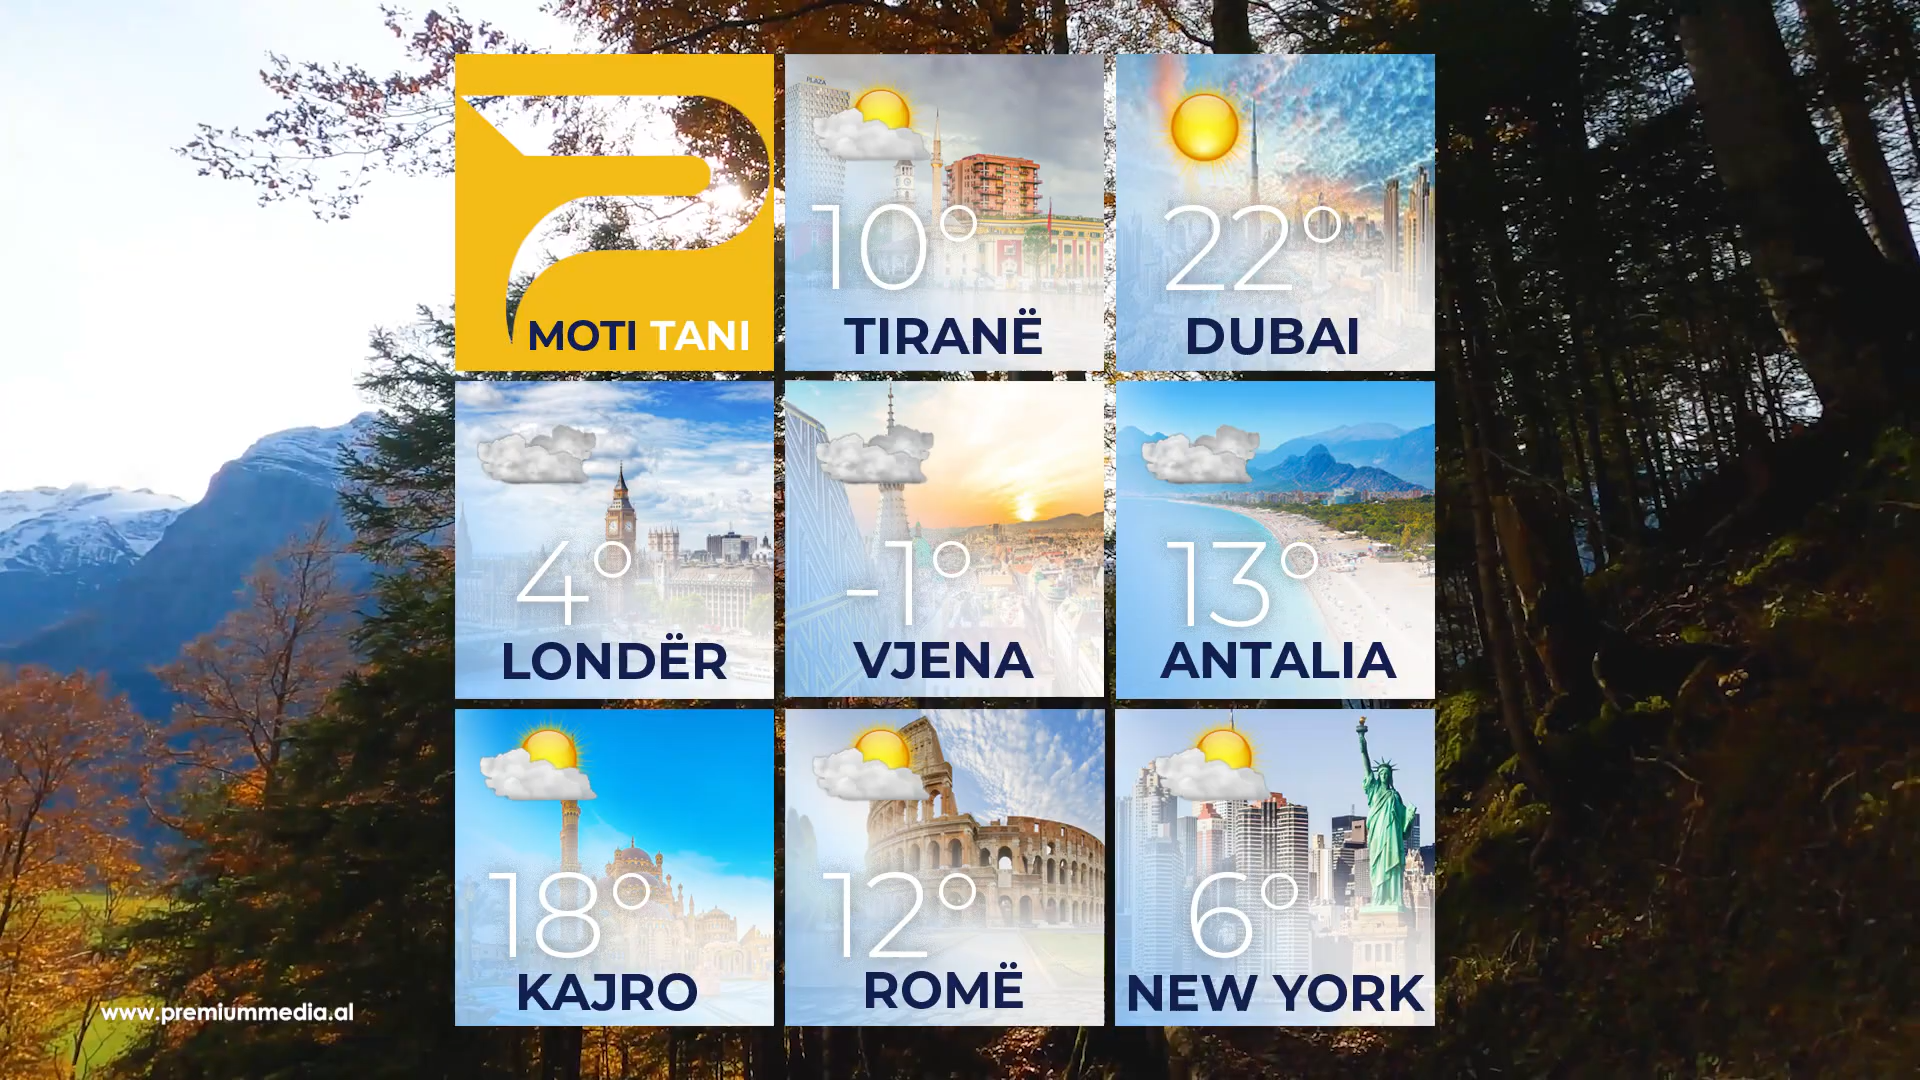 PLAZA
MOTI TANI
10°
TIRANË
22°
DUBAI
4°
LONDËR
-1°
VJENA
13°
ANTALIA
18°
KAJRO
12°
ROMË
6°
NEW YORK
www.premiummedia.al